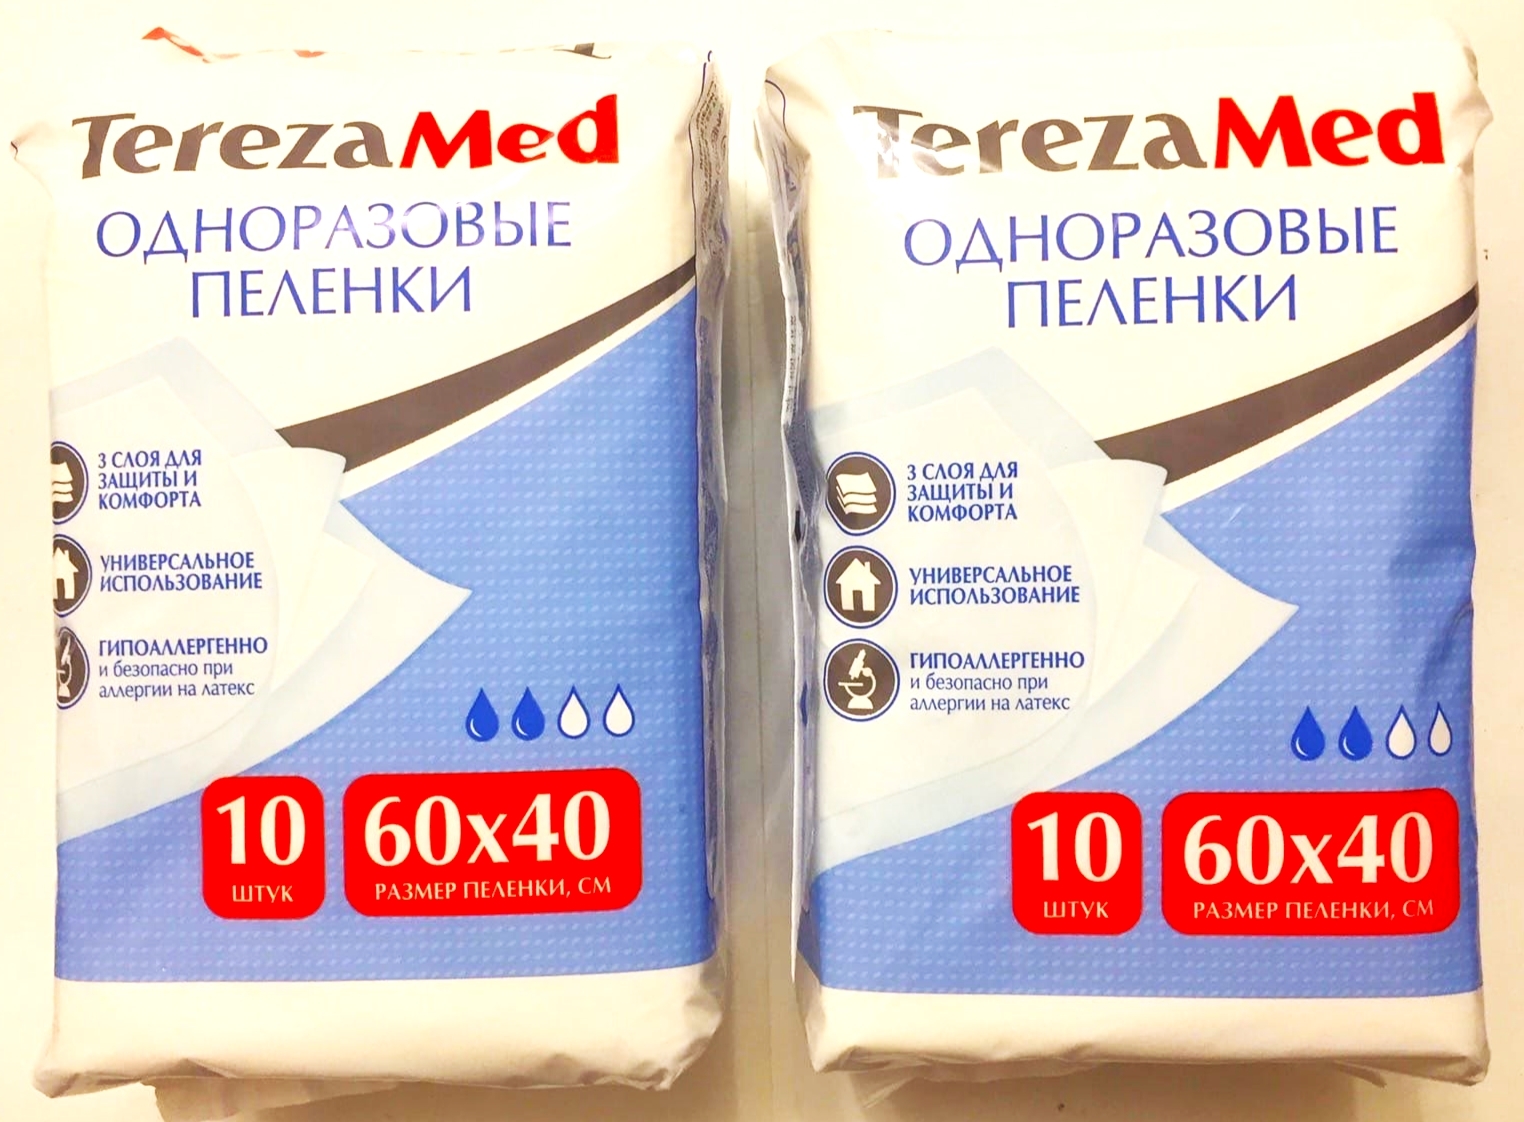 TerezaMed
ОДНОРАЗОВЫЕ
ПЕЛЕНКИ
3 СЛОЯ ДЛЯ
ЗАЩИТЫ И
КОМФОРТА
УНИВЕРСАЛЬНОЕ
ИСПОЛЬЗОВАНИЕ
ГИПОАЛЛЕРГЕННО
и безопасно при
аллергии на латекс
10
ШТУК
60х40
РАЗМЕР ПЕЛЕНКИ, СМ
TerezaMed
ОДНОРАЗОВЫЕ
ПЕЛЕНКИ
3 СЛОЯ ДЛЯ
ЗАЩИТЫ И
КОМФОРТА
УНИВЕРСАЛЬНОЕ
ИСПОЛЬЗОВАНИЕ
ГИПОАЛЛЕРГЕННО
и безопасно при
аллергии на латекс
10
ШТУК
60х40
РАЗМЕР ПЕЛЕНКИ, СМ